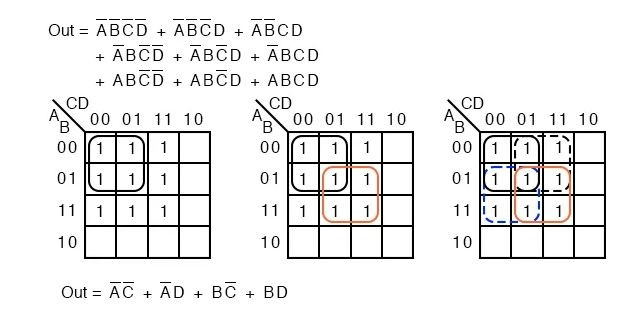 Out = A̅B̅C̅D̅ + A̅B̅C̅D + A̅B̅CD
+ A̅BC̅D̅ + A̅BC̅D + A̅BCD
+ ABC̅D̅ + ABC̅D + ABCD
CD
A 00 01 11 10
B
00 1 1 1
01 1 1 1
11 1 1 1
10
CD
A 00 01 11 10
B
00 1 1 1
01 1 1 1
11 1 1 1
10
CD
A 00 01 11 10
B
00 1 1 1
01 1 1 1
11 1 1 1
10
Out = A̅C̅ + A̅D + BC̅ + BD